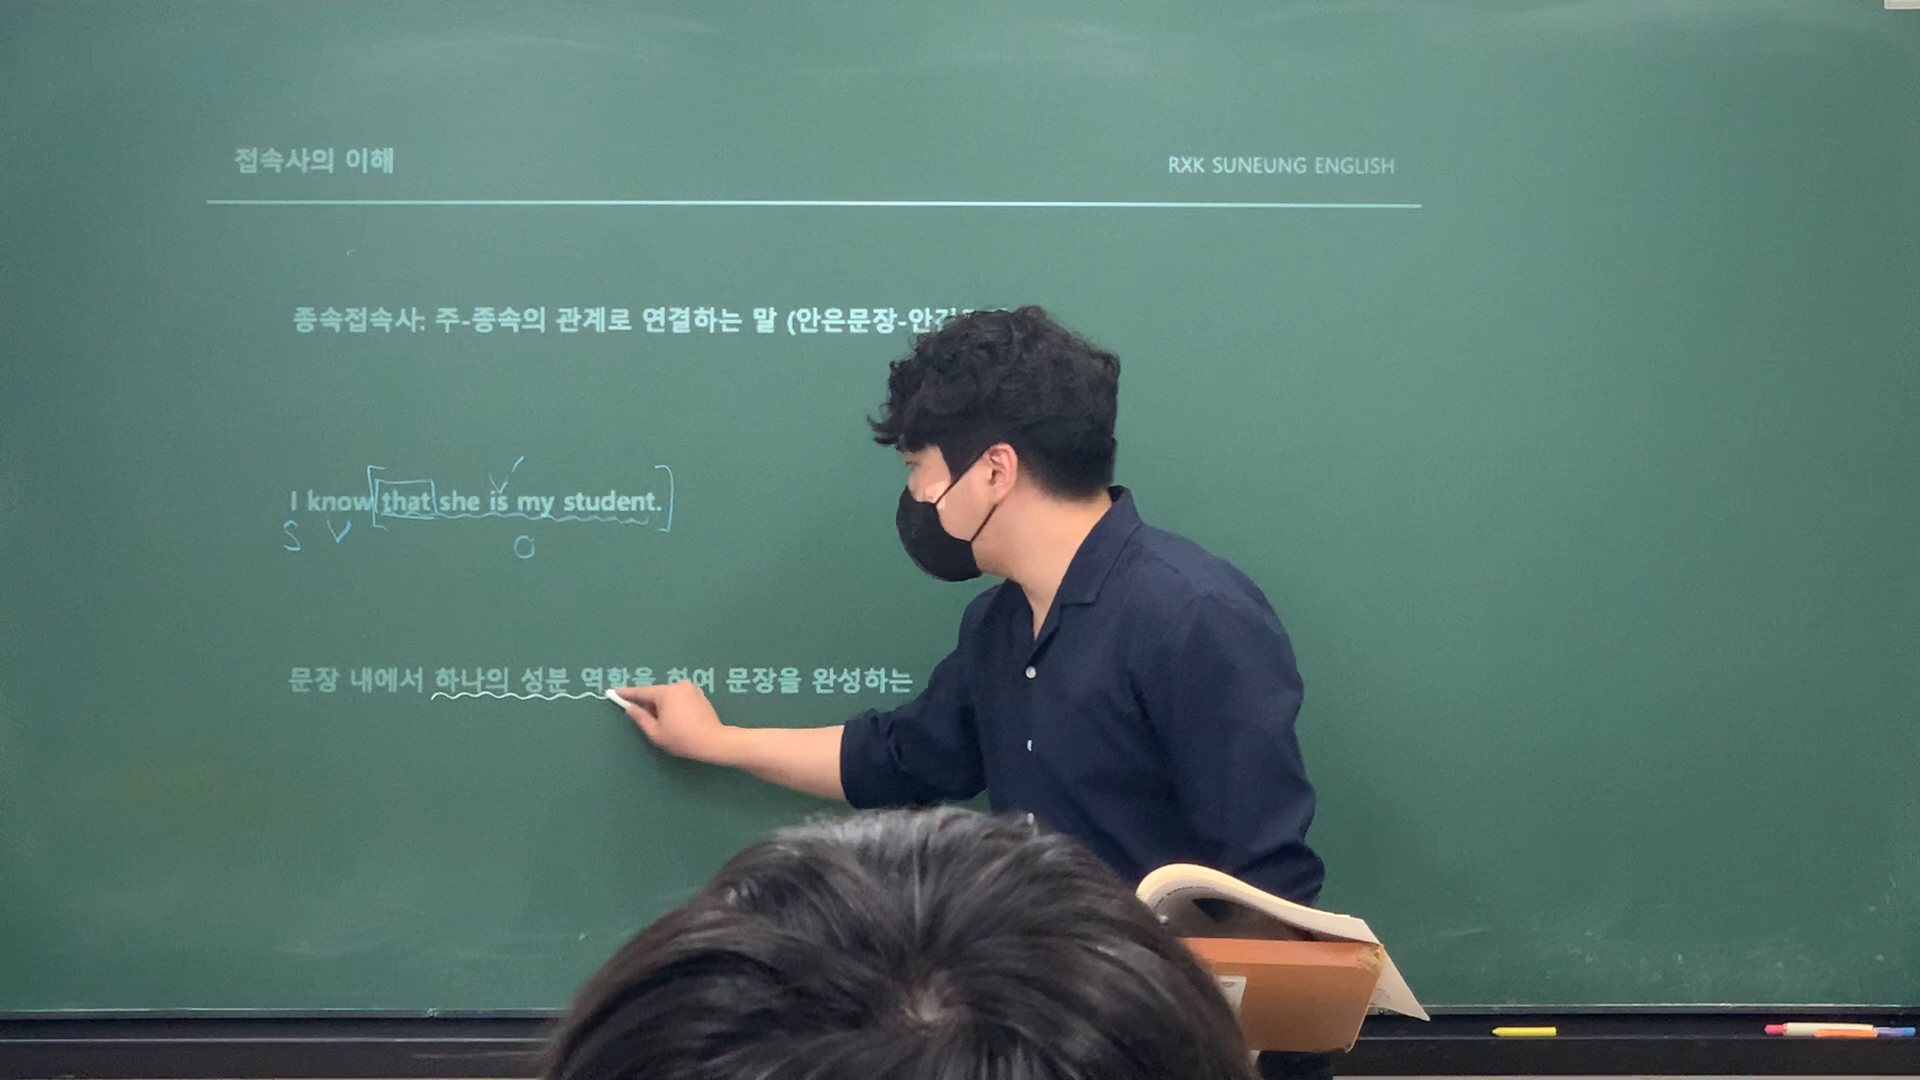 접속사의 이해
RXK SUNEUNG ENGLISH
종속접속사: 주-종속의 관계로 연결하는 말 (안은문장-
I know that she is my student.
S V O
문장 내에서 하나의 성분 역할을 하여 문장을 완성하는